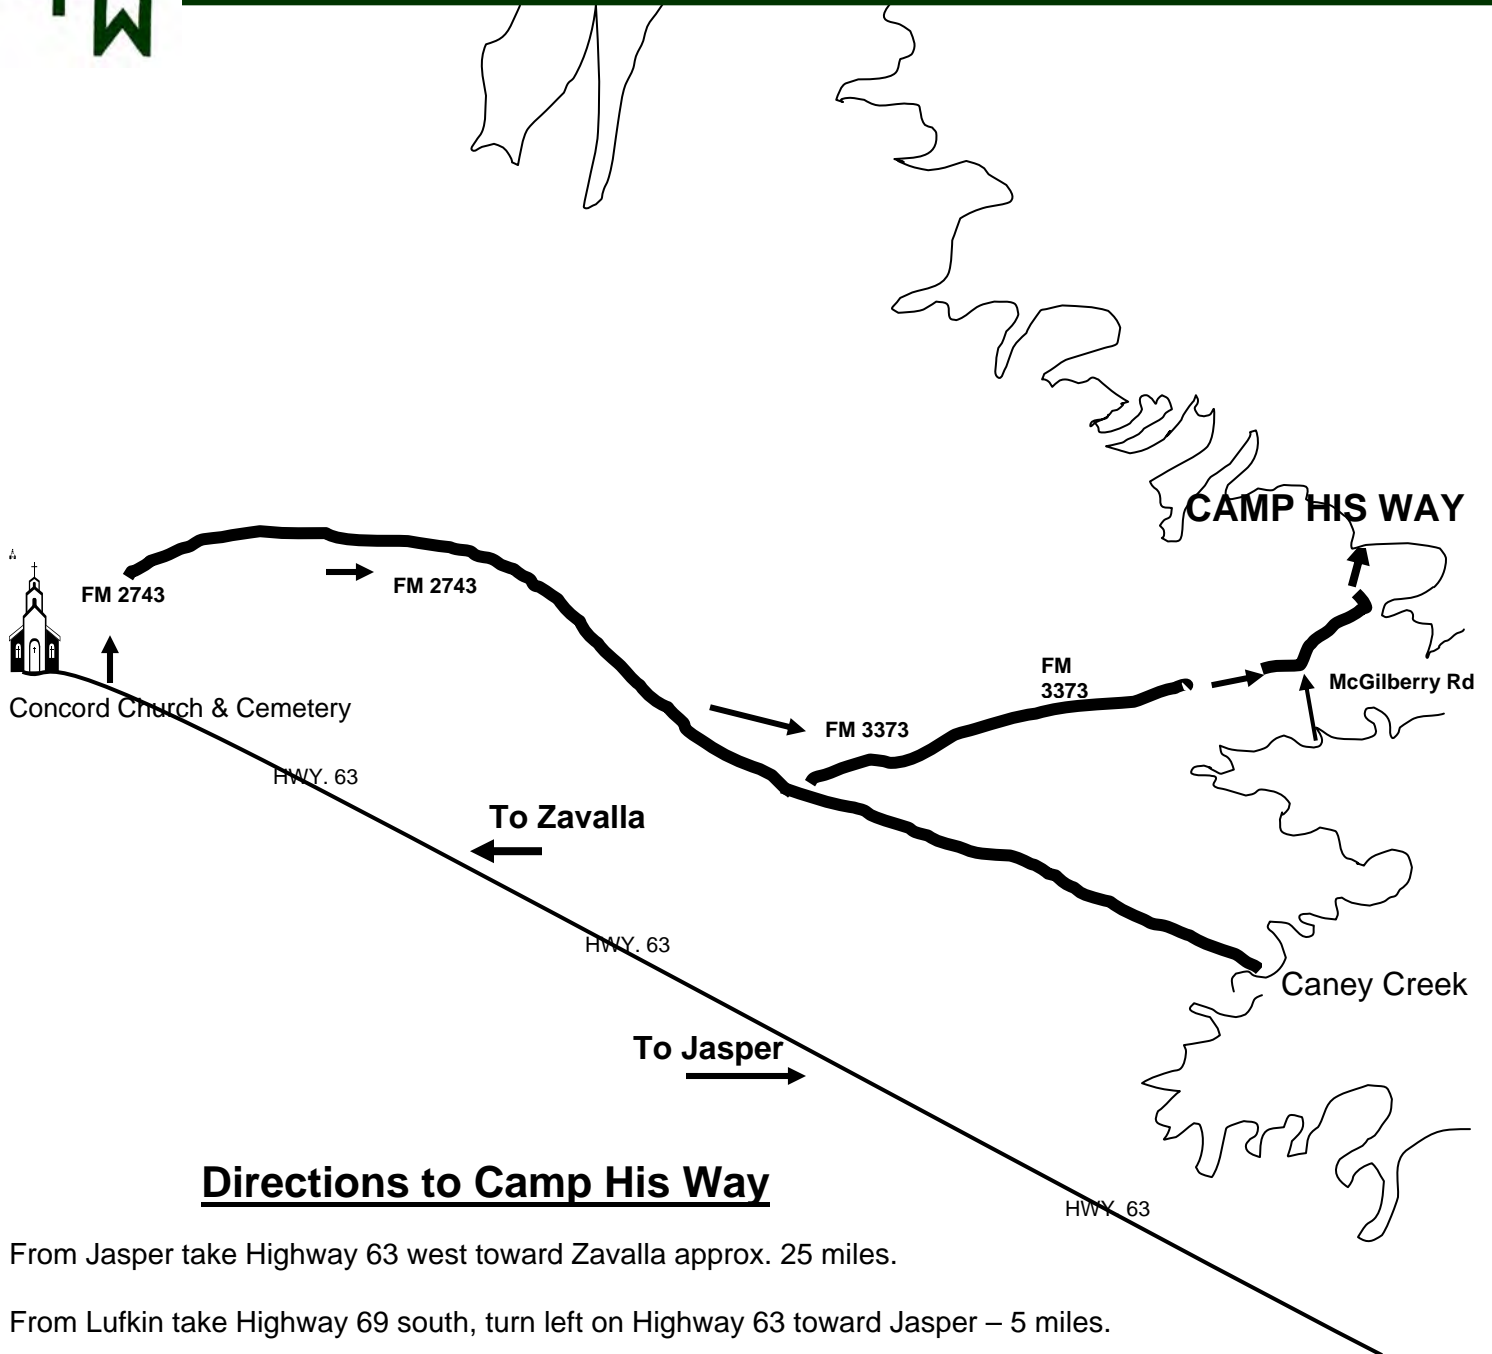 W
CAMP HIS WAY
FM 2743
FM 2743
FM
3373
McGilberry Rd
Concord Church & Cemetery
FM 3373
HWY. 63
To Zavalla
HWY. 63
Caney Creek
To Jasper
Directions to Camp His Way
HWY. 63
From Jasper take Highway 63 west toward Zavalla approx. 25 miles.
From Lufkin take Highway 69 south, turn left on Highway 63 toward Jasper – 5 miles.